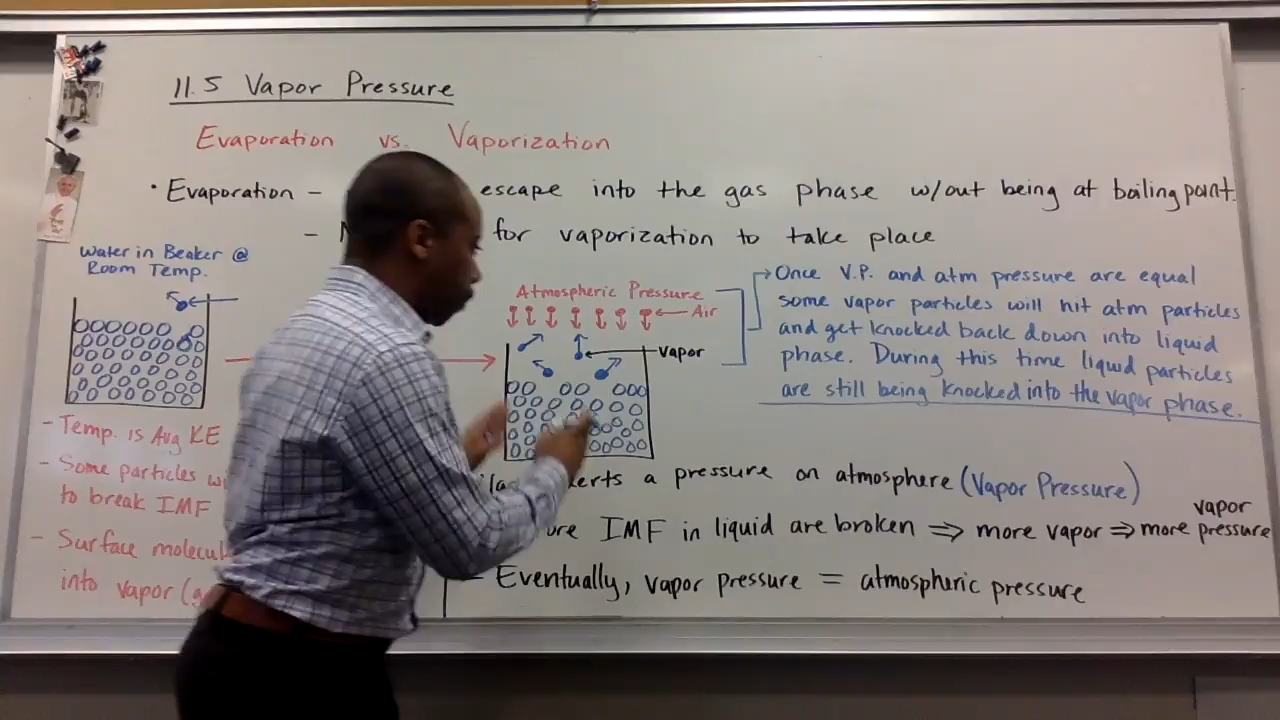 11.5 Vapor Pressure
Evaporation vs. Vaporization
• Evaporation – escape into the gas phase w/out being at boiling point.
– for vaporization to take place
Water in Beaker @
Room Temp.
Atmospheric Pressure
Air
vapor
Once V.P. and atm pressure are equal
some vapor particles will hit atm particles
and get knocked back down into liquid
phase. During this time liquid particles
are still being knocked into the vapor phase.
- Temp. is Avg KE
- Some particles
to break IMF
- Surface
into vapor
a pressure on atmosphere (Vapor Pressure)
IMF in liquid are broken ⇒ more vapor ⇒ more vapor pressure
- Eventually, vapor pressure = atmospheric pressure